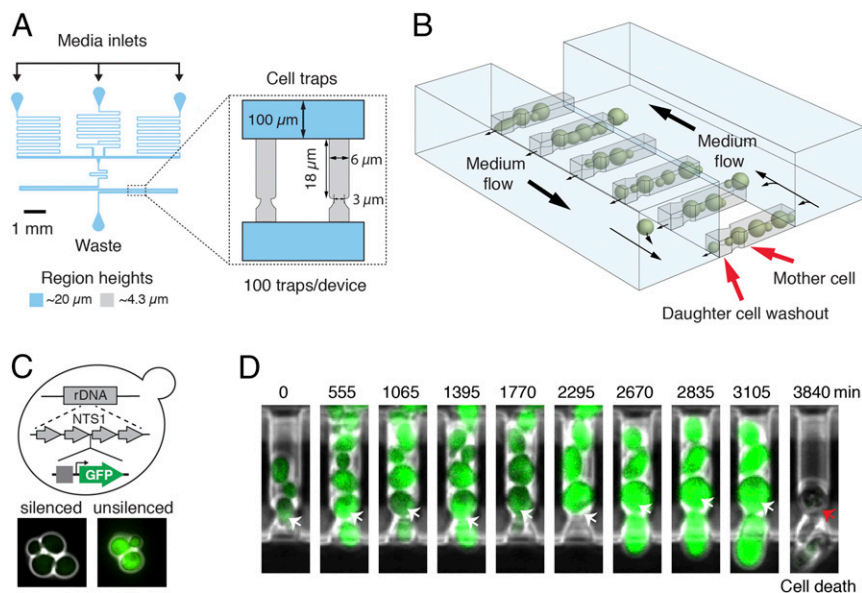 A
Media inlets
1 mm
Waste
Region heights
~20 µm
~4.3 µm
Cell traps
100 µm
18 µm
6 µm
3 µm
100 traps/device
B
Medium
flow
Medium
flow
Mother cell
Daughter cell washout
C
rDNA
NTS1
GFP
silenced
unsilenced
D
0
555
1065
1395
1770
2295
2670
2835
3105
3840 min
Cell death